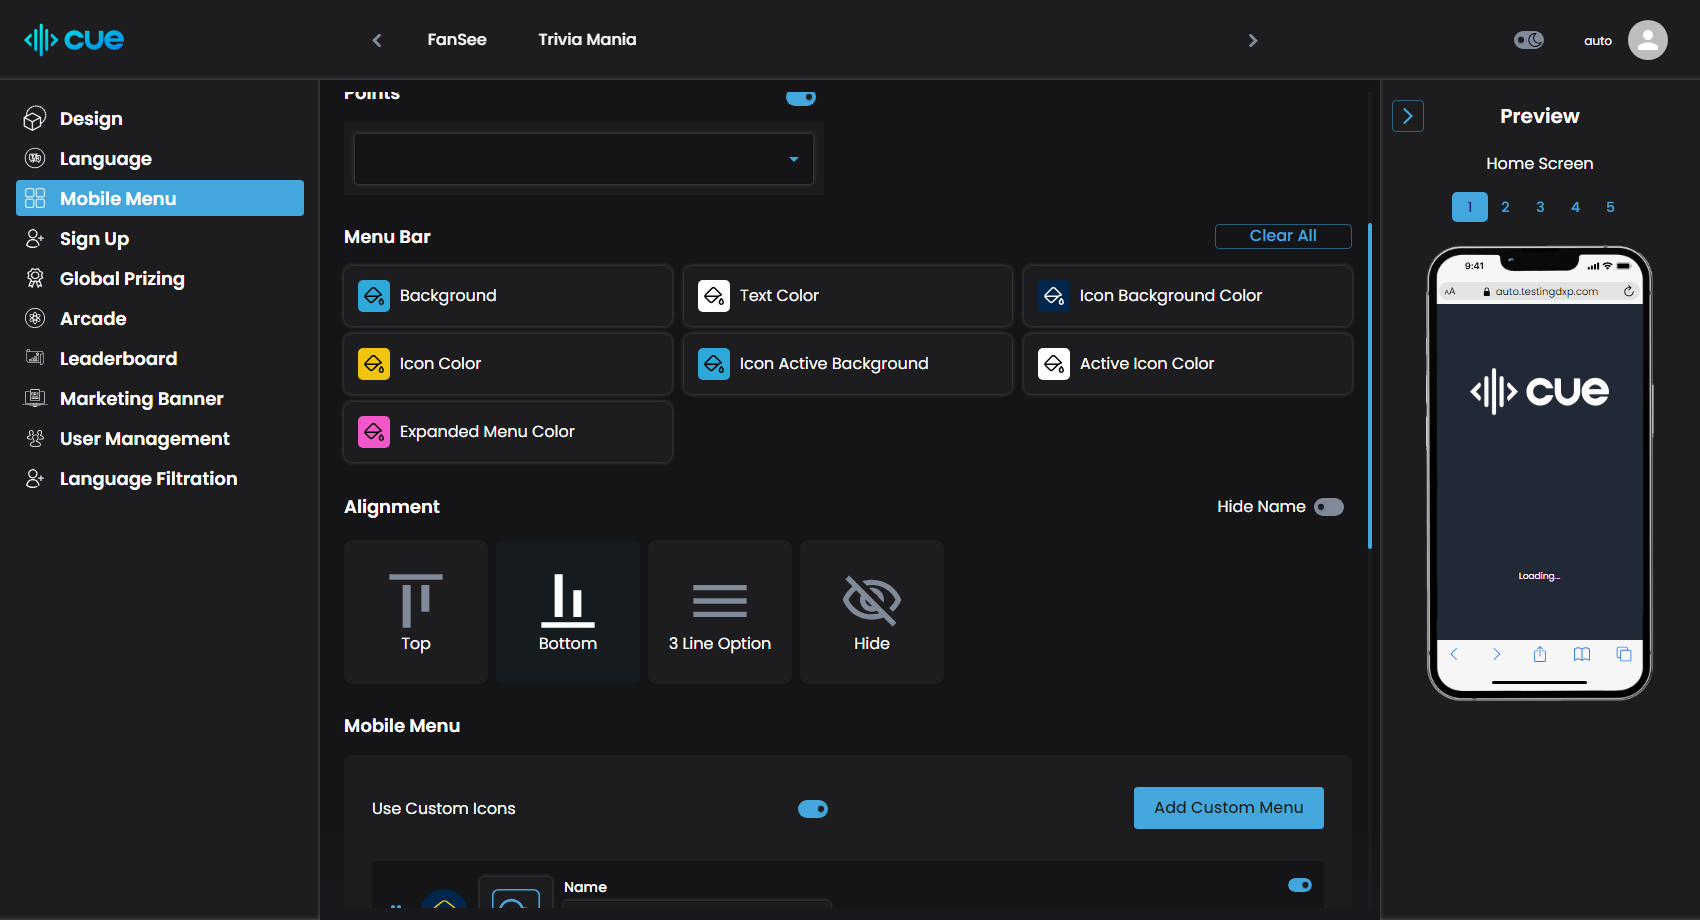 cue
FanSee
Trivia Mania
auto
Design
Language
Mobile Menu
Sign Up
Global Prizing
Arcade
Leaderboard
Marketing Banner
User Management
Language Filtration
Points
Menu Bar
Clear All
Background
Text Color
Icon Background Color
Icon Color
Icon Active Background
Active Icon Color
Expanded Menu Color
Alignment
Hide Name
Top
Bottom
3 Line Option
Hide
Mobile Menu
Use Custom Icons
Add Custom Menu
Name
Preview
Home Screen
1 2 3 4 5
9:41
AA auto.testingdxp.com
cue
Loading...